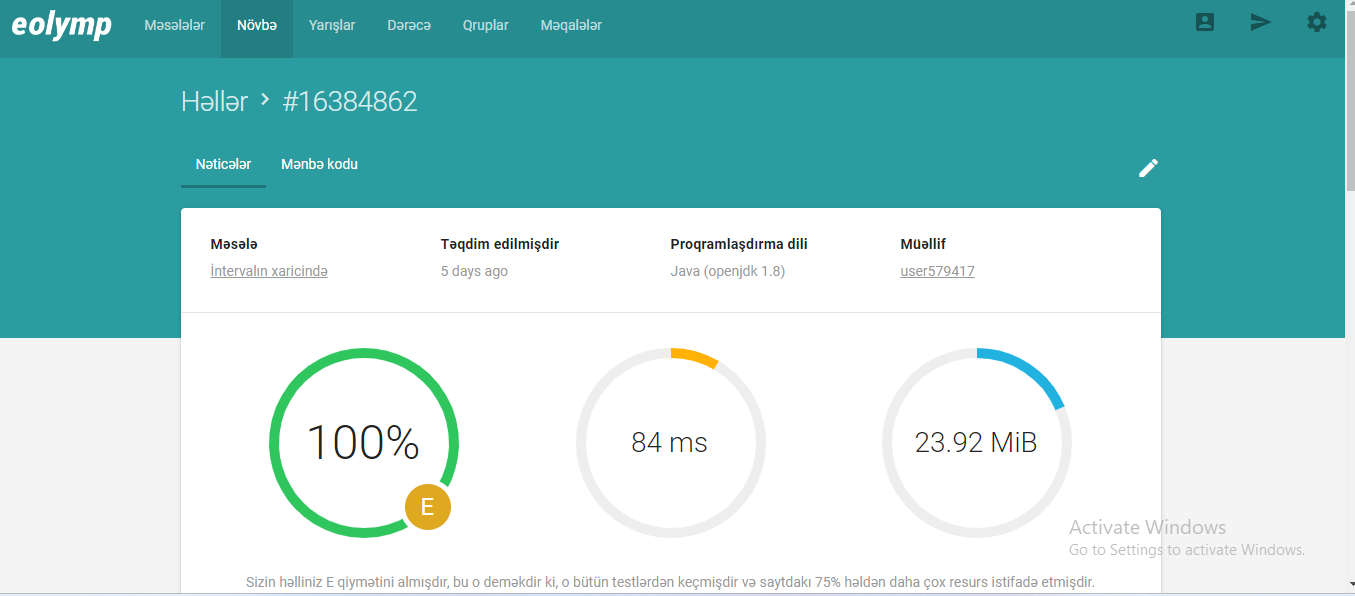 eolymp Məsələlər Növbə Yarışlar Dərəcə Qruplar Məqalələr
Həllər > #16384862
Nəticələr Mənbə kodu
Məsələ Təqdim edilmişdir Proqramlaşdırma dili Müəllif
İntervalın xaricində 5 days ago Java (openjdk 1.8) user579417
100% 84 ms 23.92 MiB
E
Activate Windows
Go to Settings to activate Windows.
Sizin həlliniz E qiymətini almışdır, bu o deməkdir ki, o bütün testlərdən keçmişdir və saytdakı 75% həldən daha çox resurs istifadə etmişdir.